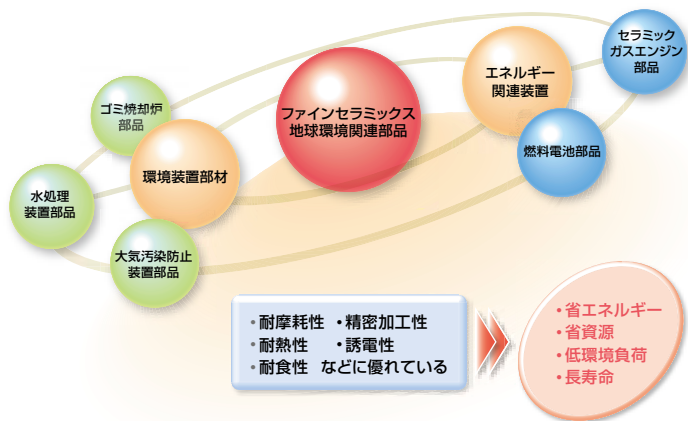 セラミック
ガスエンジン
部品
エネルギー
関連装置
ファインセラミックス
地球環境関連部品
ゴミ焼却炉
部品
燃料電池部品
環境装置部材
水処理
装置部品
大気汚染防止
装置部品
・耐摩耗性 ・精密加工性
・耐熱性 ・誘電性
・耐食性 などに優れている
・省エネルギー
・省資源
・低環境負荷
・長寿命